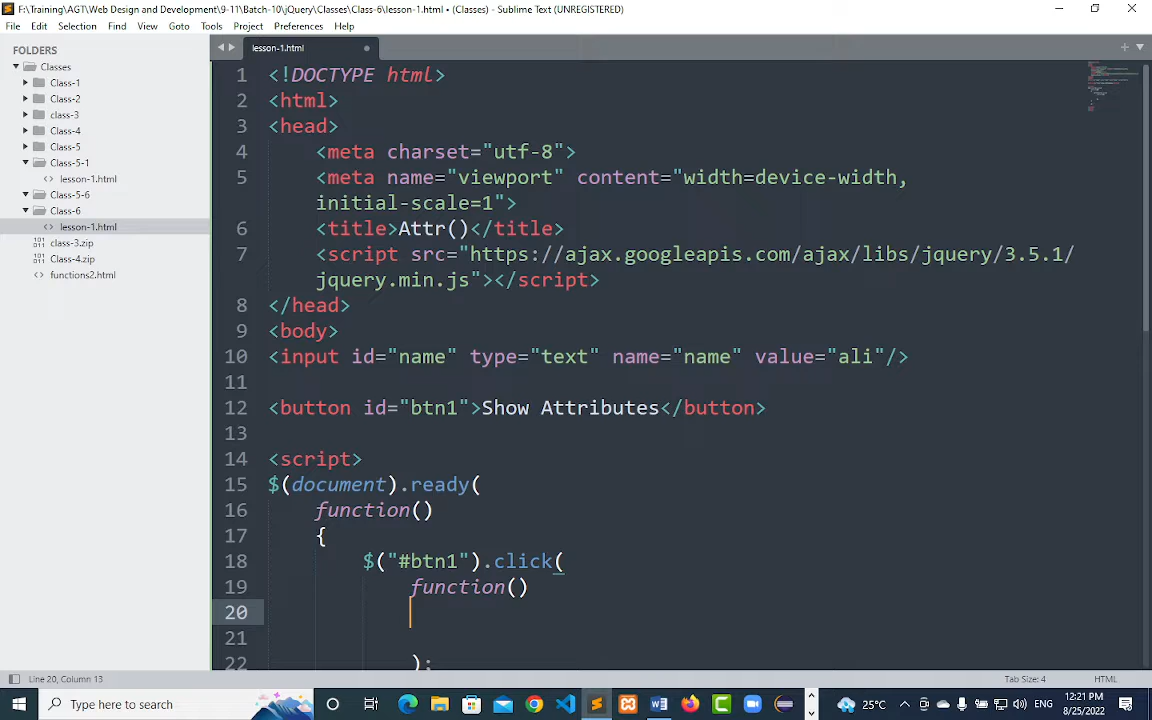 F:\Training\AGT\Web Design and Development\9-11\Batch-10\jQuery\Classes\Class-6\lesson-1.html • (Classes) - Sublime Text (UNREGISTERED)
File Edit Selection Find View Goto Tools Project Preferences Help
FOLDERS
Classes
Class-1
Class-2
class-3
Class-4
Class-5
Class-5-1
<> lesson-1.html
Class-5-6
Class-6
<> lesson-1.html
class-3.zip
Class-4.zip
<> functions2.html
lesson-1.html
1 <!DOCTYPE html>
2 <html>
3 <head>
4 <meta charset="utf-8">
5 <meta name="viewport" content="width=device-width,
initial-scale=1">
6 <title>Attr()</title>
7 <script src="https://ajax.googleapis.com/ajax/libs/jquery/3.5.1/
jquery.min.js"></script>
8 </head>
9 <body>
10 <input id="name" type="text" name="name" value="ali"/>
11
12 <button id="btn1">Show Attributes</button>
13
14 <script>
15 $(document).ready(
16 function()
17 {
18 $("#btn1").click(
19 function()
20
21
22 );
Line 20, Column 13
Tab Size: 4
HTML
Type here to search
25°C
ENG
12:21 PM
8/25/2022